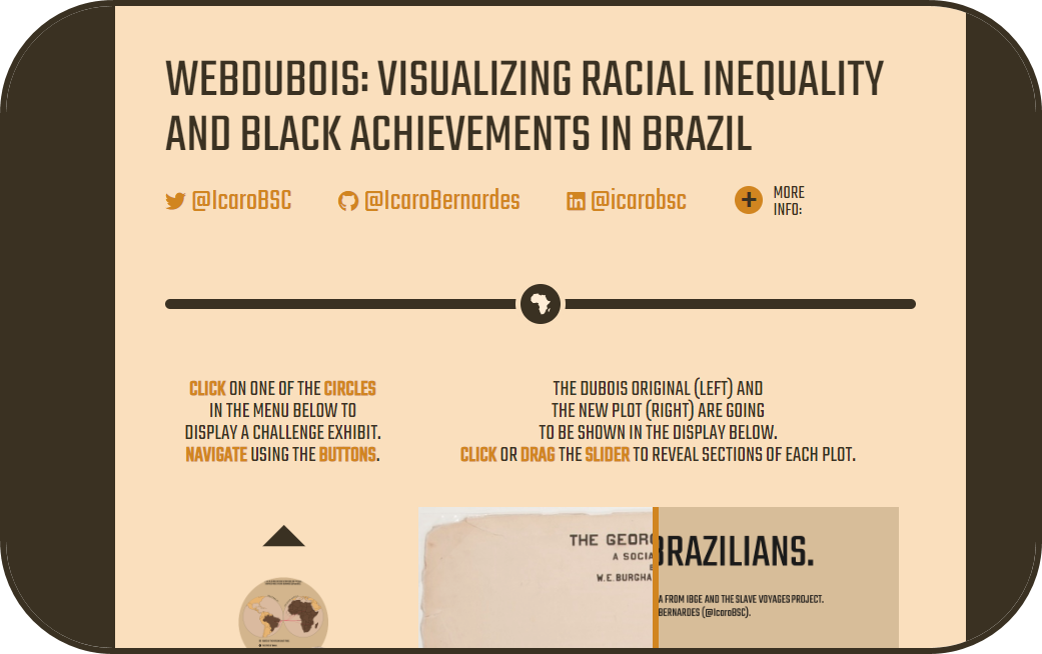 WEBDUBOIS: VISUALIZING RACIAL INEQUALITY
AND BLACK ACHIEVEMENTS IN BRAZIL
@IcaroBSC @IcaroBernardes @icarobsc MORE
INFO:
CLICK ON ONE OF THE CIRCLES
IN THE MENU BELOW TO
DISPLAY A CHALLENGE EXHIBIT.
NAVIGATE USING THE BUTTONS.
THE DUBOIS ORIGINAL (LEFT) AND
THE NEW PLOT (RIGHT) ARE GOING
TO BE SHOWN IN THE DISPLAY BELOW.
CLICK OR DRAG THE SLIDER TO REVEAL SECTIONS OF EACH PLOT.
THE GEORG
A SOCIA
W.E.BURGHA
BRAZILIANS.
A FROM IBGE AND THE SLAVE VOYAGES PROJECT.
BERNARDES (@IcaroBSC).